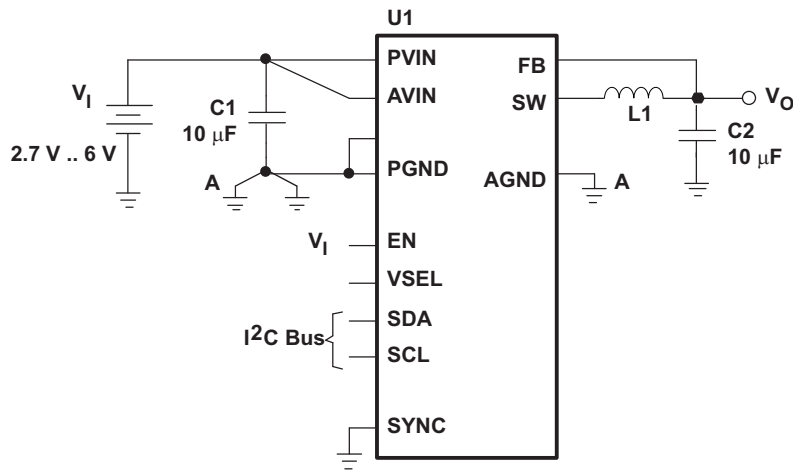 U1
PVIN
FB
V_I
AVIN
SW
V_O
C1
10 μF
L1
C2
10 μF
2.7 V .. 6 V
A
PGND
AGND
A
V_I
EN
VSEL
SDA
I²C Bus
SCL
SYNC